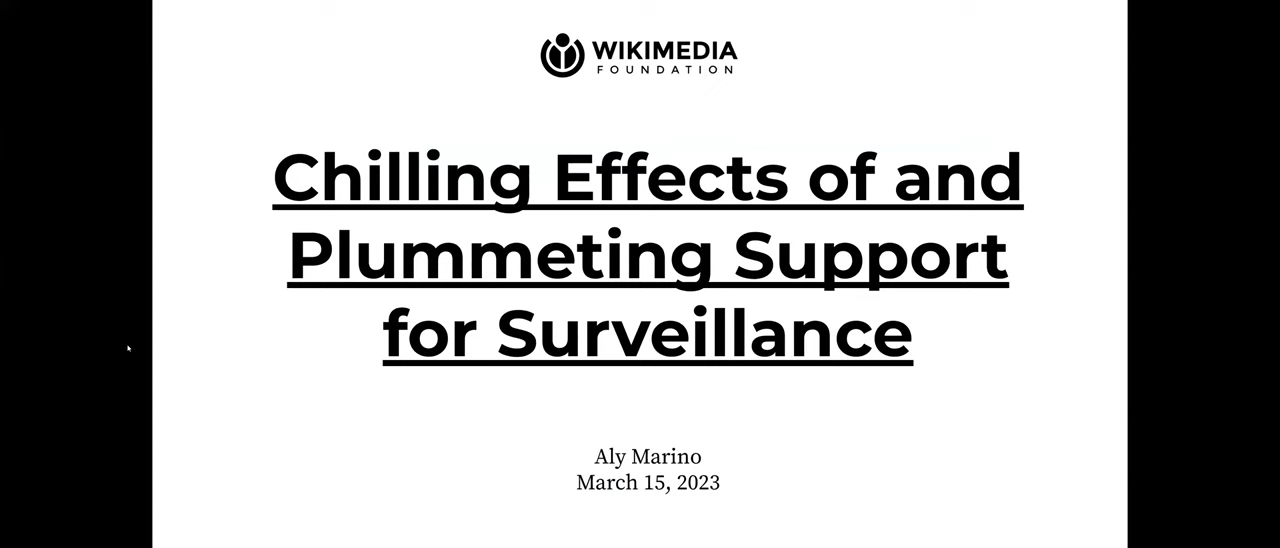 WIKIMEDIA
FOUNDATION
Chilling Effects of and
Plummeting Support
for Surveillance
Aly Marino
March 15, 2023